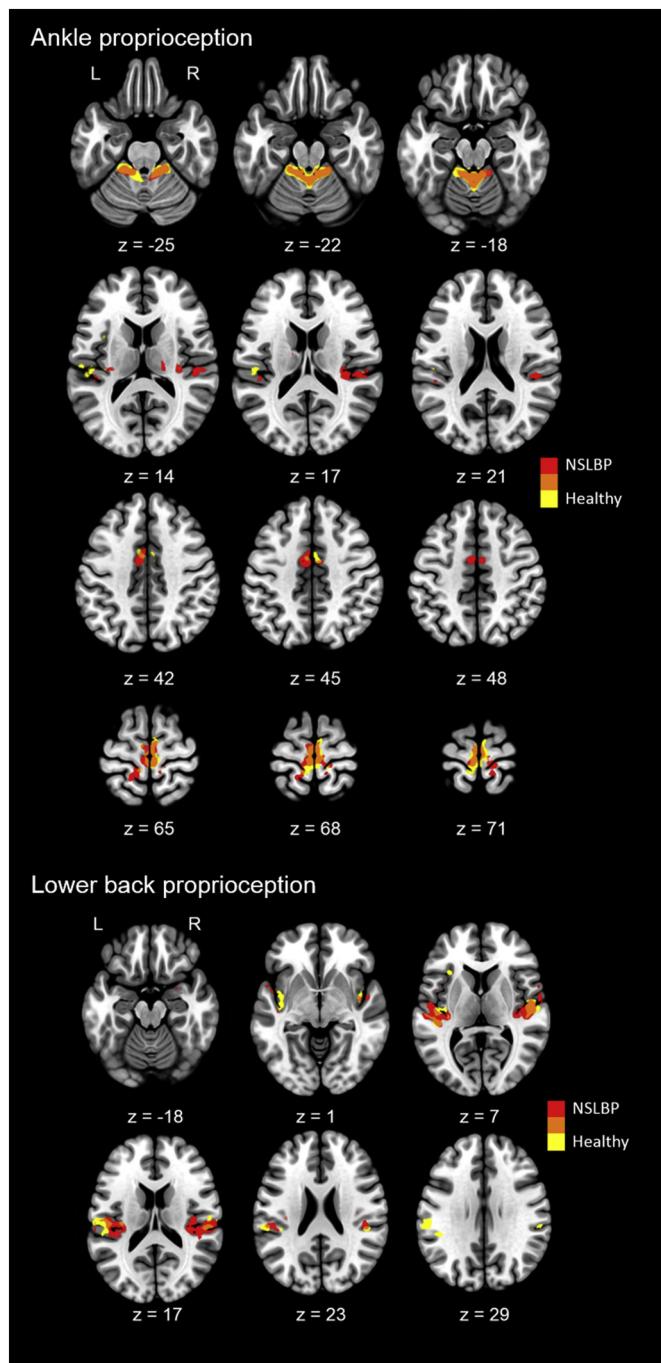 Ankle proprioception
L R
z = -25 z = -22 z = -18
z = 14 z = 17 z = 21
NSLBP
Healthy
z = 42 z = 45 z = 48
z = 65 z = 68 z = 71
Lower back proprioception
L R
z = -18 z = 1 z = 7
NSLBP
Healthy
z = 17 z = 23 z = 29